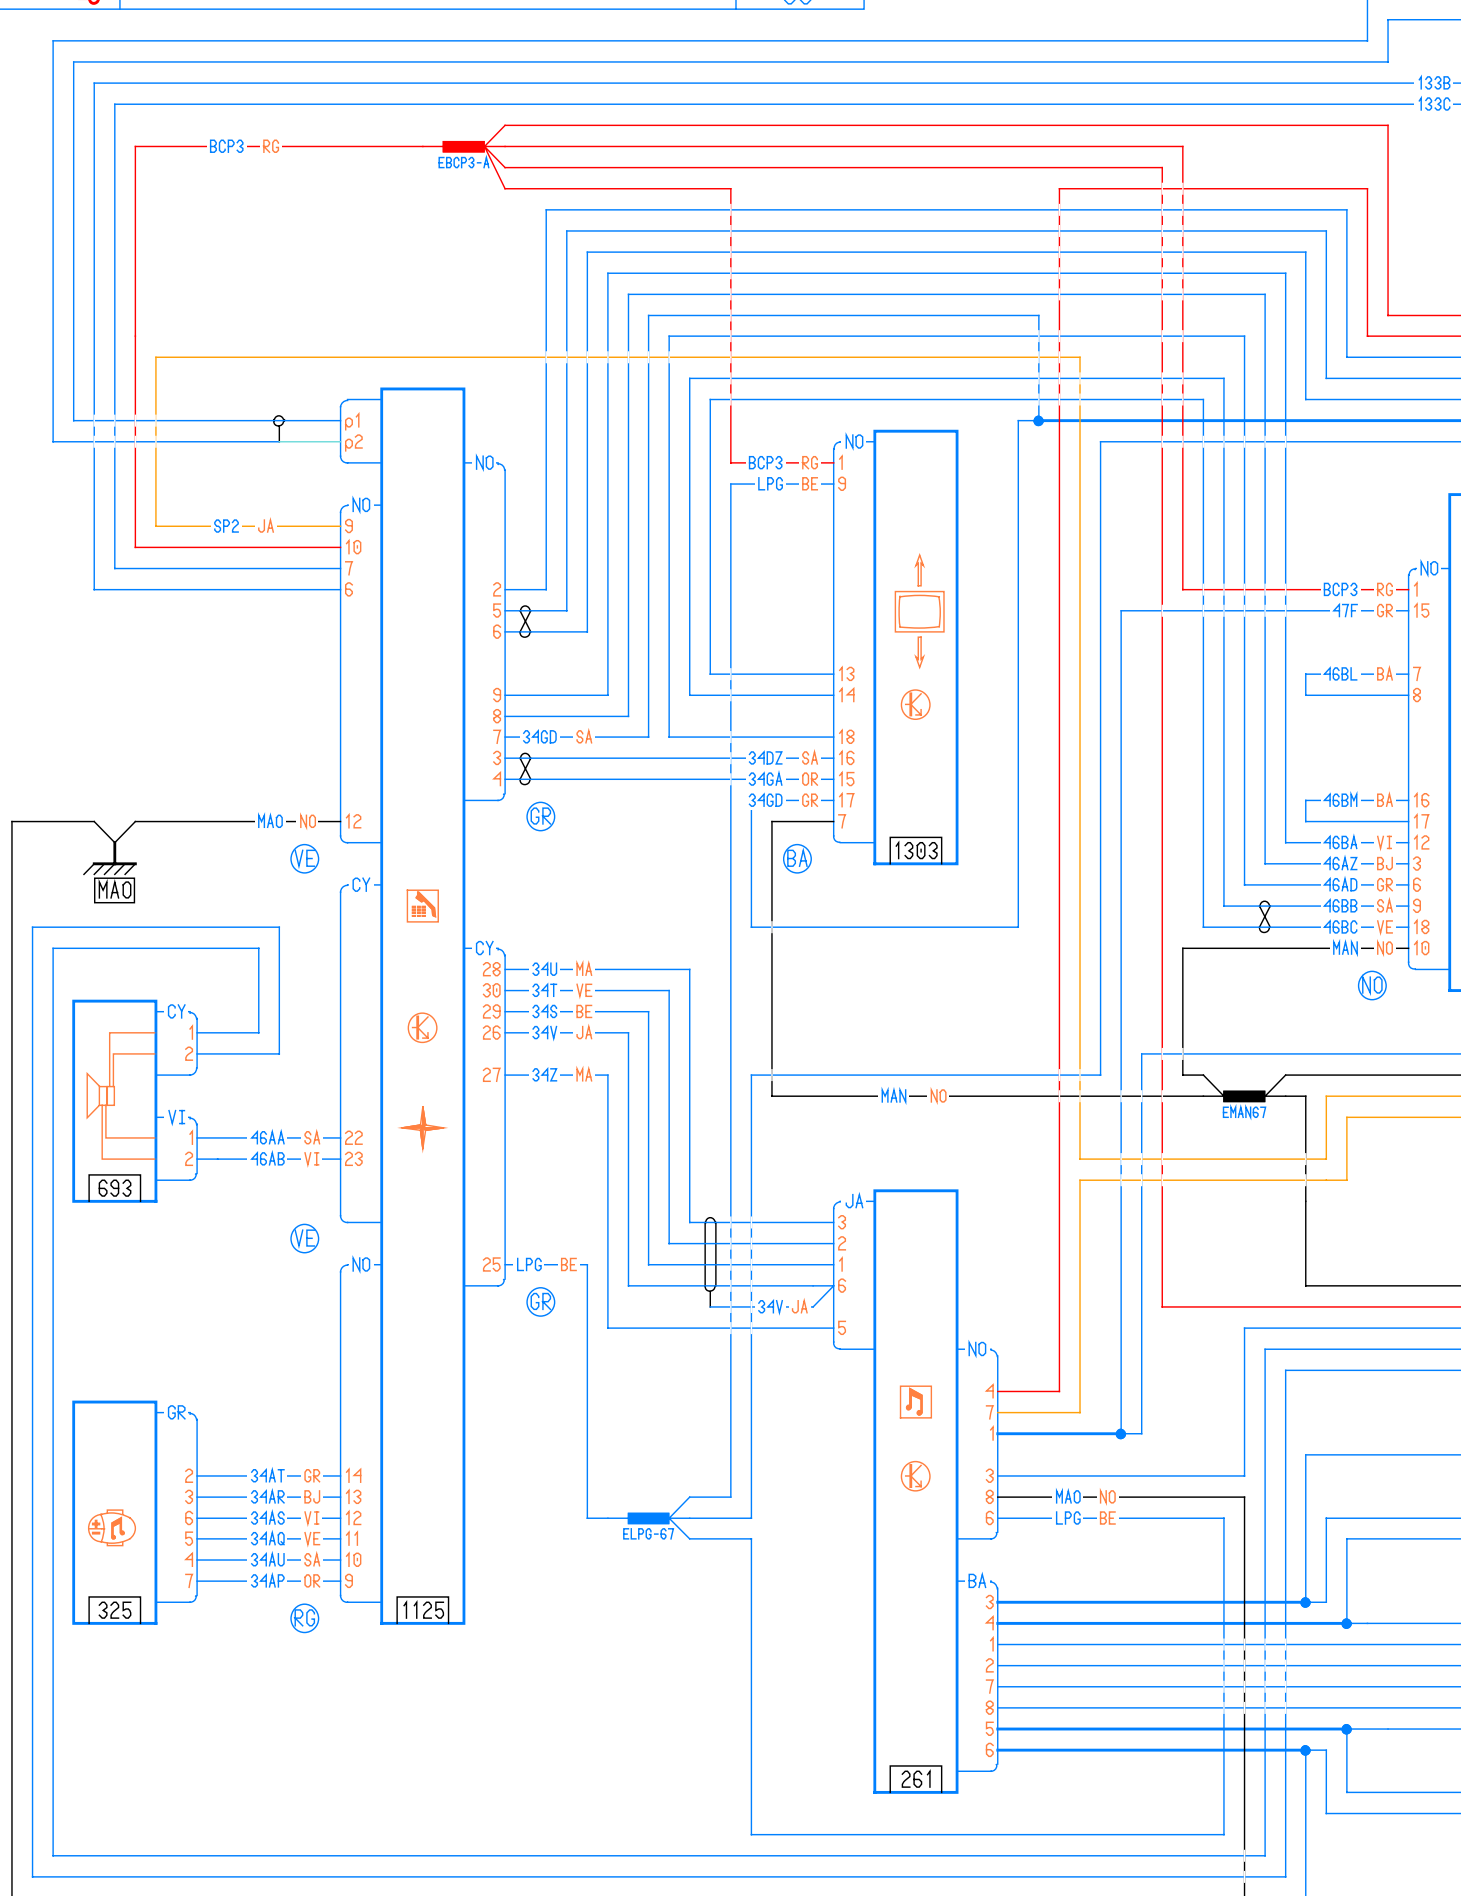 133B
133C
BCP3 RG
EBCP3-A
p1
p2
NO
NO
BCP3 RG 1
LPG BE 9
NO
SP2 JA 9
10
7
6
NO
2
5
6
BCP3 RG 1
47F GR 15
13
14
46BL BA 7
8
9
8
7 34GD SA
3
4
18
34DZ SA 16
34GA OR 15
34GD GR 17
7
46BM BA 16
17
46BA VI 12
46AZ BJ 3
46AD GR 6
46BB SA 9
46BC VE 18
MAN NO 10
NO
GR
MAO NO 12
VE
MAO
BA
1303
CY
CY
28 34U MA
30 34T VE
29 34S BE
26 34V JA
27 34Z MA
CY
1
2
VI
1 46AA SA 22
2 46AB VI 23
693
VE
MAN NO
EMAN67
JA
3
2
1
6
34V JA
5
NO
25 LPG BE
GR
NO
4
7
1
3
8 MAO NO
6 LPG BE
ELPG-67
GR
2 34AT GR 14
3 34AR BJ 13
6 34AS VI 12
5 34AQ VE 11
4 34AU SA 10
7 34AP OR 9
325
RG
1125
BA
3
4
1
2
7
8
5
6
261